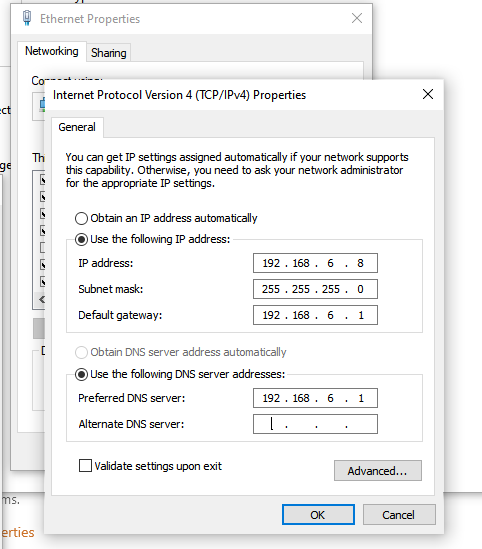 Ethernet Properties
Networking
Sharing
Connect using:
Internet Protocol Version 4 (TCP/IPv4) Properties
General
You can get IP settings assigned automatically if your network supports
this capability. Otherwise, you need to ask your network administrator
for the appropriate IP settings.
Obtain an IP address automatically
Use the following IP address:
IP address:
192 . 168 . 6 . 8
Subnet mask:
255 . 255 . 255 . 0
Default gateway:
192 . 168 . 6 . 1
Obtain DNS server address automatically
Use the following DNS server addresses:
Preferred DNS server:
192 . 168 . 6 . 1
Alternate DNS server:
. . .
Validate settings upon exit
Advanced...
OK
Cancel
ms.
erties